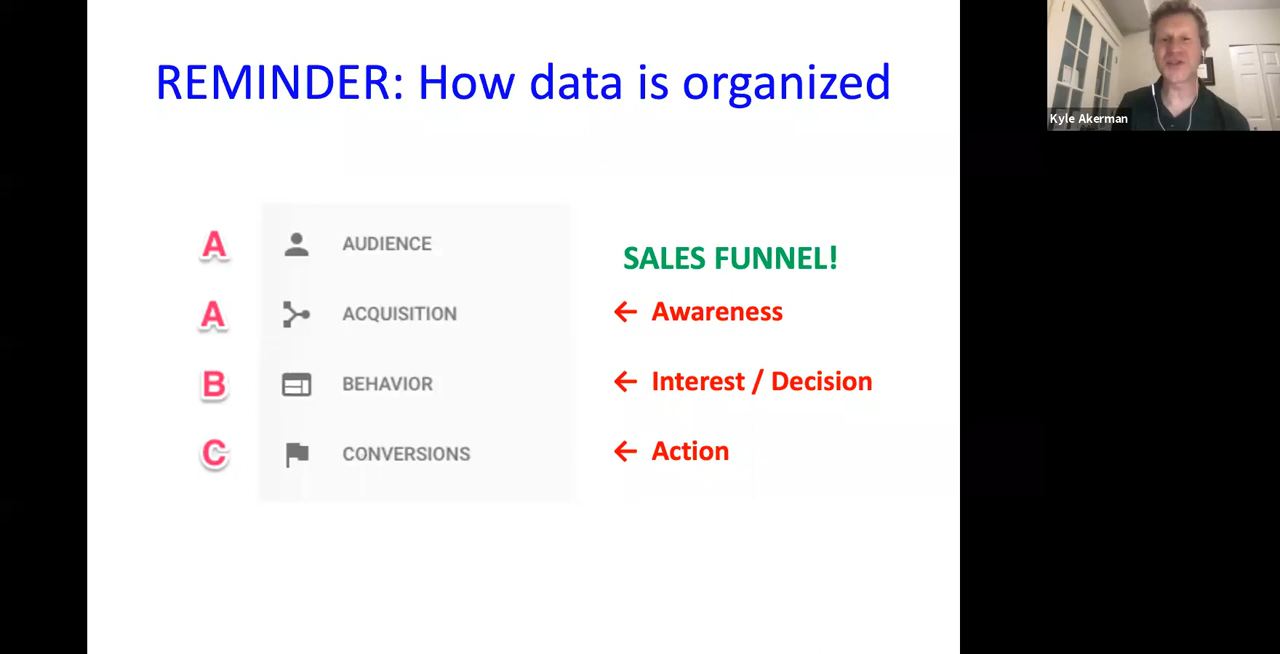 REMINDER: How data is organized
SALES FUNNEL!
A AUDIENCE
A ACQUISITION ← Awareness
B BEHAVIOR ← Interest / Decision
C CONVERSIONS ← Action
Kyle Akerman